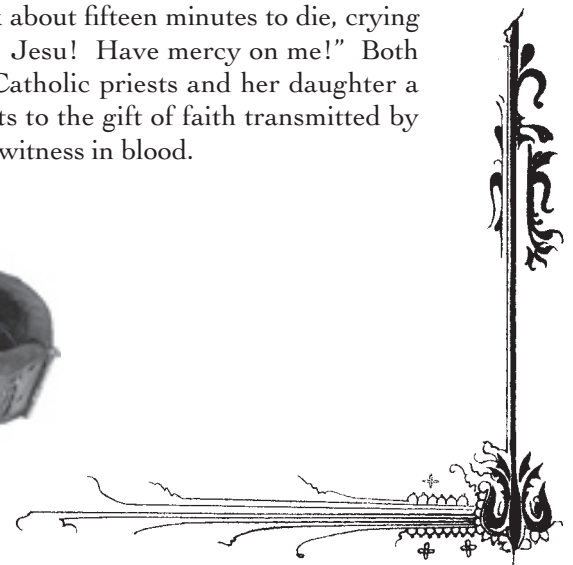 about fifteen minutes to die, crying
Jesu! Have mercy on me!” Both
Catholic priests and her daughter a
ts to the gift of faith transmitted by
witness in blood.